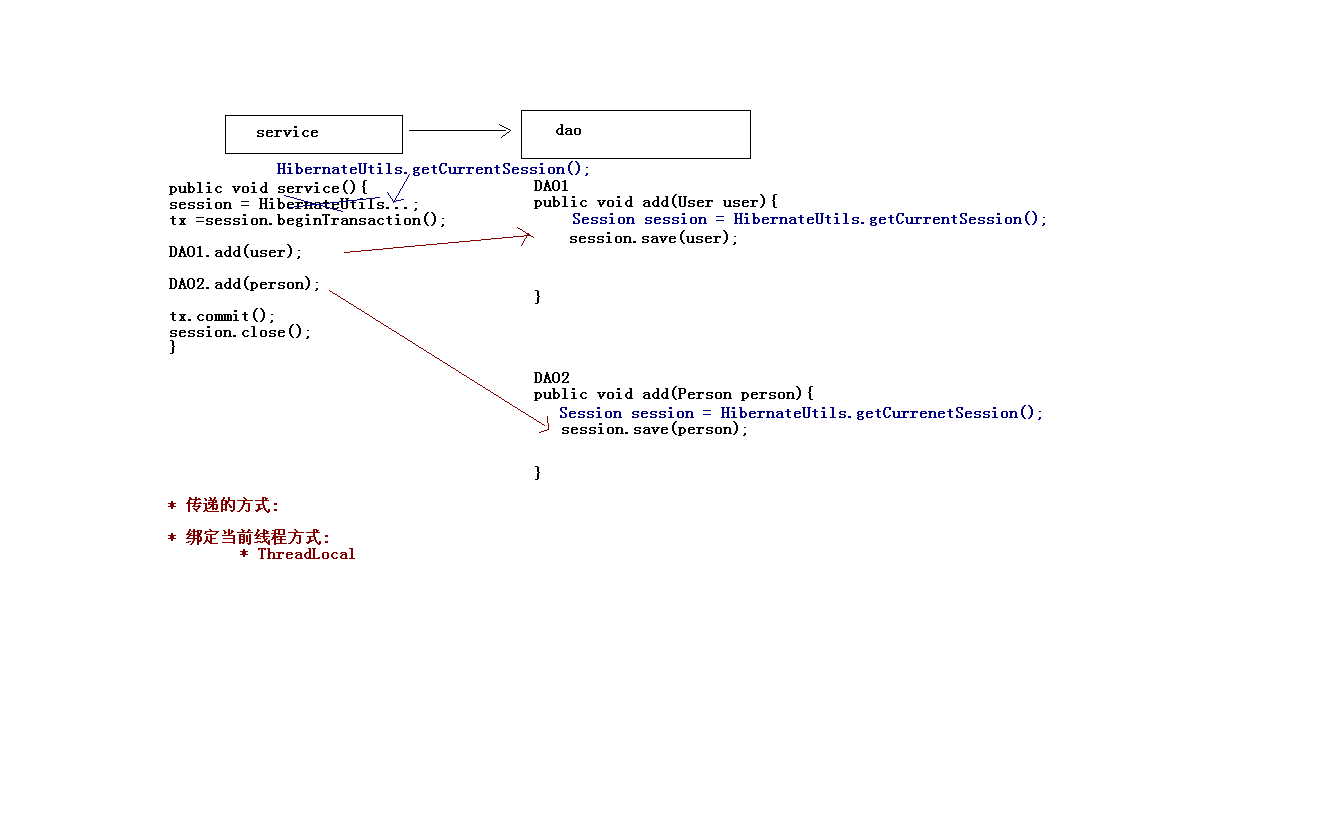 service
dao
HibernateUtils.getCurrentSession();
public void service(){
session = HibernateUtils...;
tx =session.beginTransaction();
DAO1.add(user);
DAO2.add(person);
tx.commit();
session.close();
}
DAO1
public void add(User user){
Session session = HibernateUtils.getCurrentSession();
session.save(user);
}
DAO2
public void add(Person person){
Session session = HibernateUtils.getCurrenetSession();
session.save(person);
}
* 传递的方式:
* 绑定当前线程方式:
* ThreadLocal